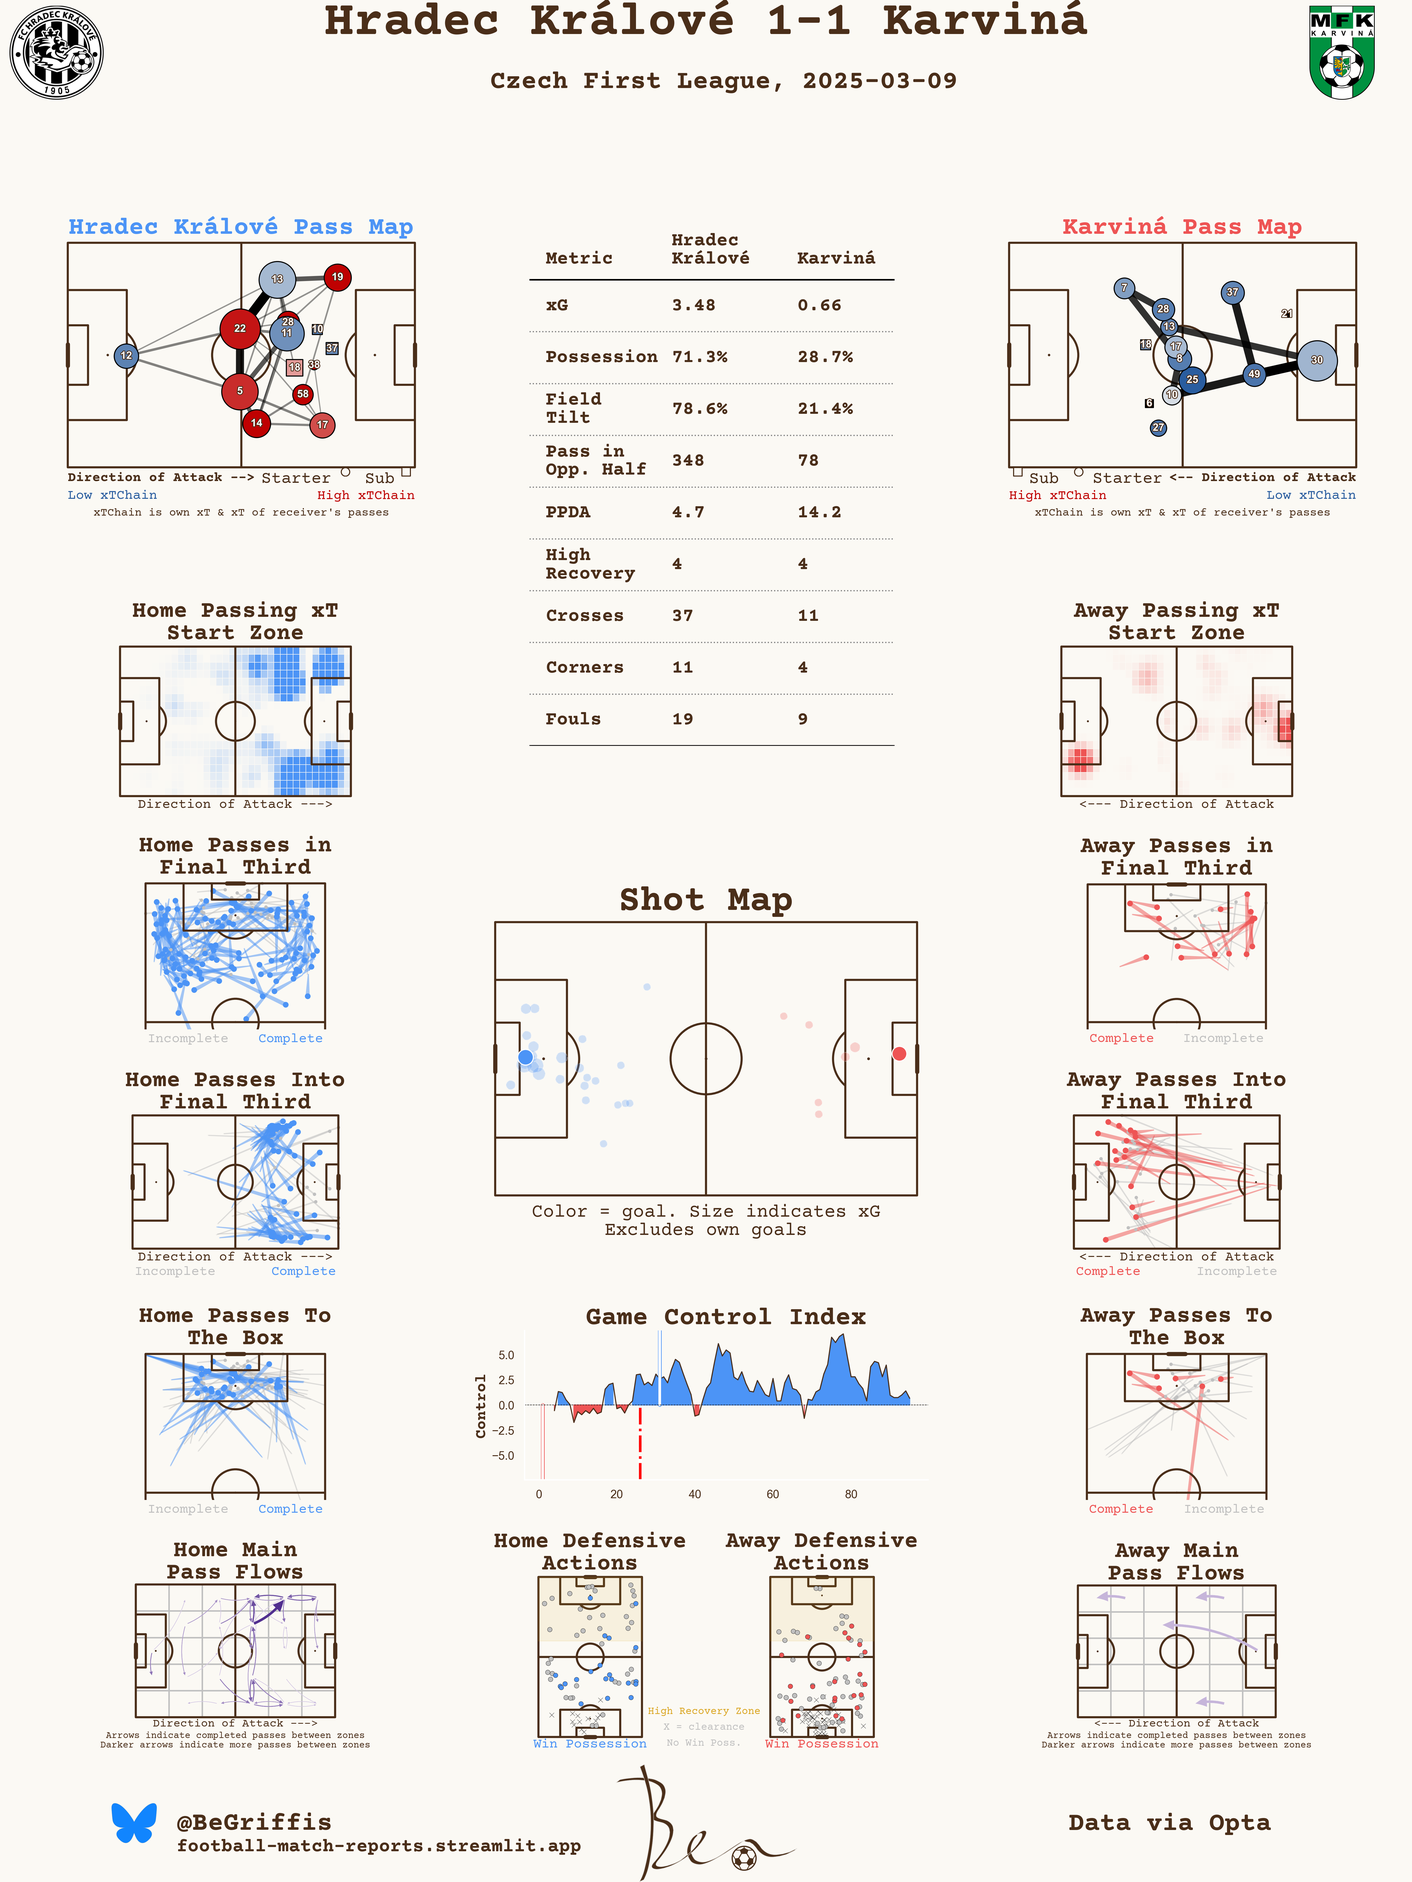 Hradec Králové 1-1 Karviná
Czech First League, 2025-03-09
FC HRADEC KRÁLOVÉ
1905
MFK
KARVINÁ
Hradec Králové Pass Map
13
19
22
28
11
10
37
12
18
38
5
58
14
17
Direction of Attack --> Starter Sub
Low xTChain High xTChain
xTChain is own xT & xT of receiver's passes
Metric Hradec Králové Karviná
xG 3.48 0.66
Possession 71.3% 28.7%
Field Tilt 78.6% 21.4%
Pass in Opp. Half 348 78
PPDA 4.7 14.2
High Recovery 4 4
Crosses 37 11
Corners 11 4
Fouls 19 9
Karviná Pass Map
7
37
28
21
13
18
17
8
30
49
25
10
6
27
Sub Starter <-- Direction of Attack
High xTChain Low xTChain
xTChain is own xT & xT of receiver's passes
Home Passing xT
Start Zone
Direction of Attack --->
Away Passing xT
Start Zone
<--- Direction of Attack
Home Passes in
Final Third
Incomplete Complete
Away Passes in
Final Third
Complete Incomplete
Shot Map
Color = goal. Size indicates xG
Excludes own goals
Home Passes Into
Final Third
Direction of Attack --->
Incomplete Complete
Away Passes Into
Final Third
<--- Direction of Attack
Complete Incomplete
Home Passes To
The Box
Incomplete Complete
Game Control Index
Control
5.0
2.5
0.0
−2.5
−5.0
0 20 40 60 80
Away Passes To
The Box
Complete Incomplete
Home Main
Pass Flows
Direction of Attack --->
Arrows indicate completed passes between zones
Darker arrows indicate more passes between zones
Home Defensive
Actions
Win Possession
High Recovery Zone
X = clearance
No Win Poss.
Away Defensive
Actions
Win Possession
Away Main
Pass Flows
<--- Direction of Attack
Arrows indicate completed passes between zones
Darker arrows indicate more passes between zones
@BeGriffis
football-match-reports.streamlit.app
Ben
Data via Opta